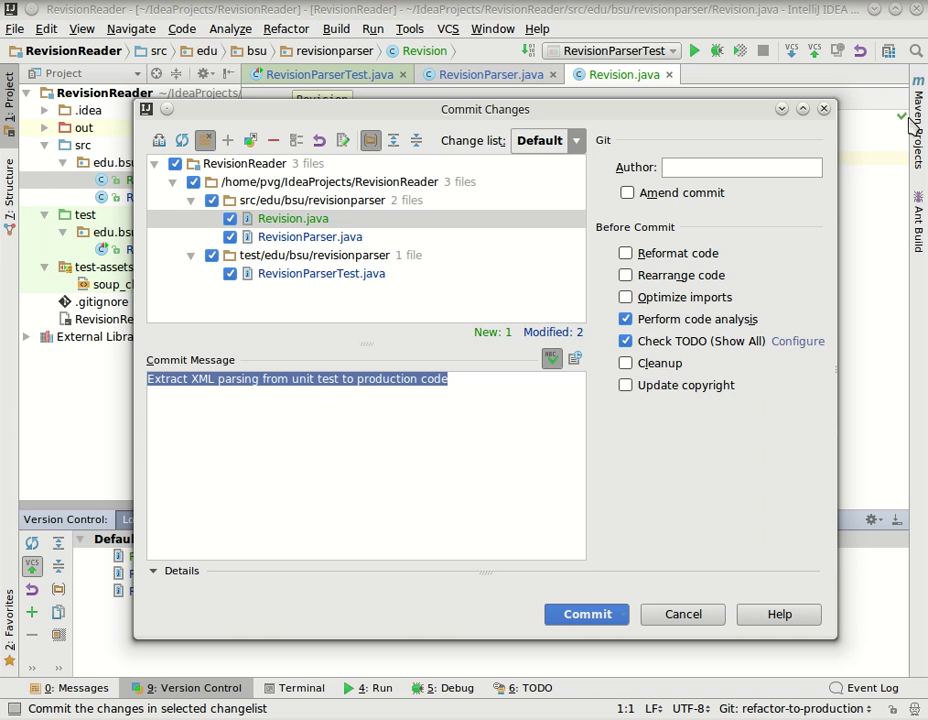 RevisionReader - [~/IdeaProjects/RevisionReader] - [RevisionReader] - ~/IdeaProjects/RevisionReader/src/edu/bsu/revisionparser/Revision.java - IntelliJ IDEA ...
File Edit View Navigate Code Analyze Refactor Build Run Tools VCS Window Help
RevisionReader src edu bsu revisionparser Revision RevisionParserTest
Project RevisionParserTest.java RevisionParser.java Revision.java
1: Project
7: Structure
2: Favorites
Maven Projects
Ant Build
RevisionReader ~/IdeaProjects/
.idea
out
src
edu.bsu
test
edu.bsu
test-assets
soup_c
.gitignore
RevisionRe
External Libra
Revision
Commit Changes
Change list: Default
RevisionReader 3 files
/home/pvg/IdeaProjects/RevisionReader 3 files
src/edu/bsu/revisionparser 2 files
Revision.java
RevisionParser.java
test/edu/bsu/revisionparser 1 file
RevisionParserTest.java
New: 1 Modified: 2
Commit Message
Extract XML parsing from unit test to production code
Details
Git
Author:
Amend commit
Before Commit
Reformat code
Rearrange code
Optimize imports
Perform code analysis
Check TODO (Show All) Configure
Cleanup
Update copyright
Commit Cancel Help
Version Control: Lo
Defau
0: Messages 9: Version Control Terminal 4: Run 5: Debug 6: TODO Event Log
Commit the changes in selected changelist 1:1 LF UTF-8 Git: refactor-to-production